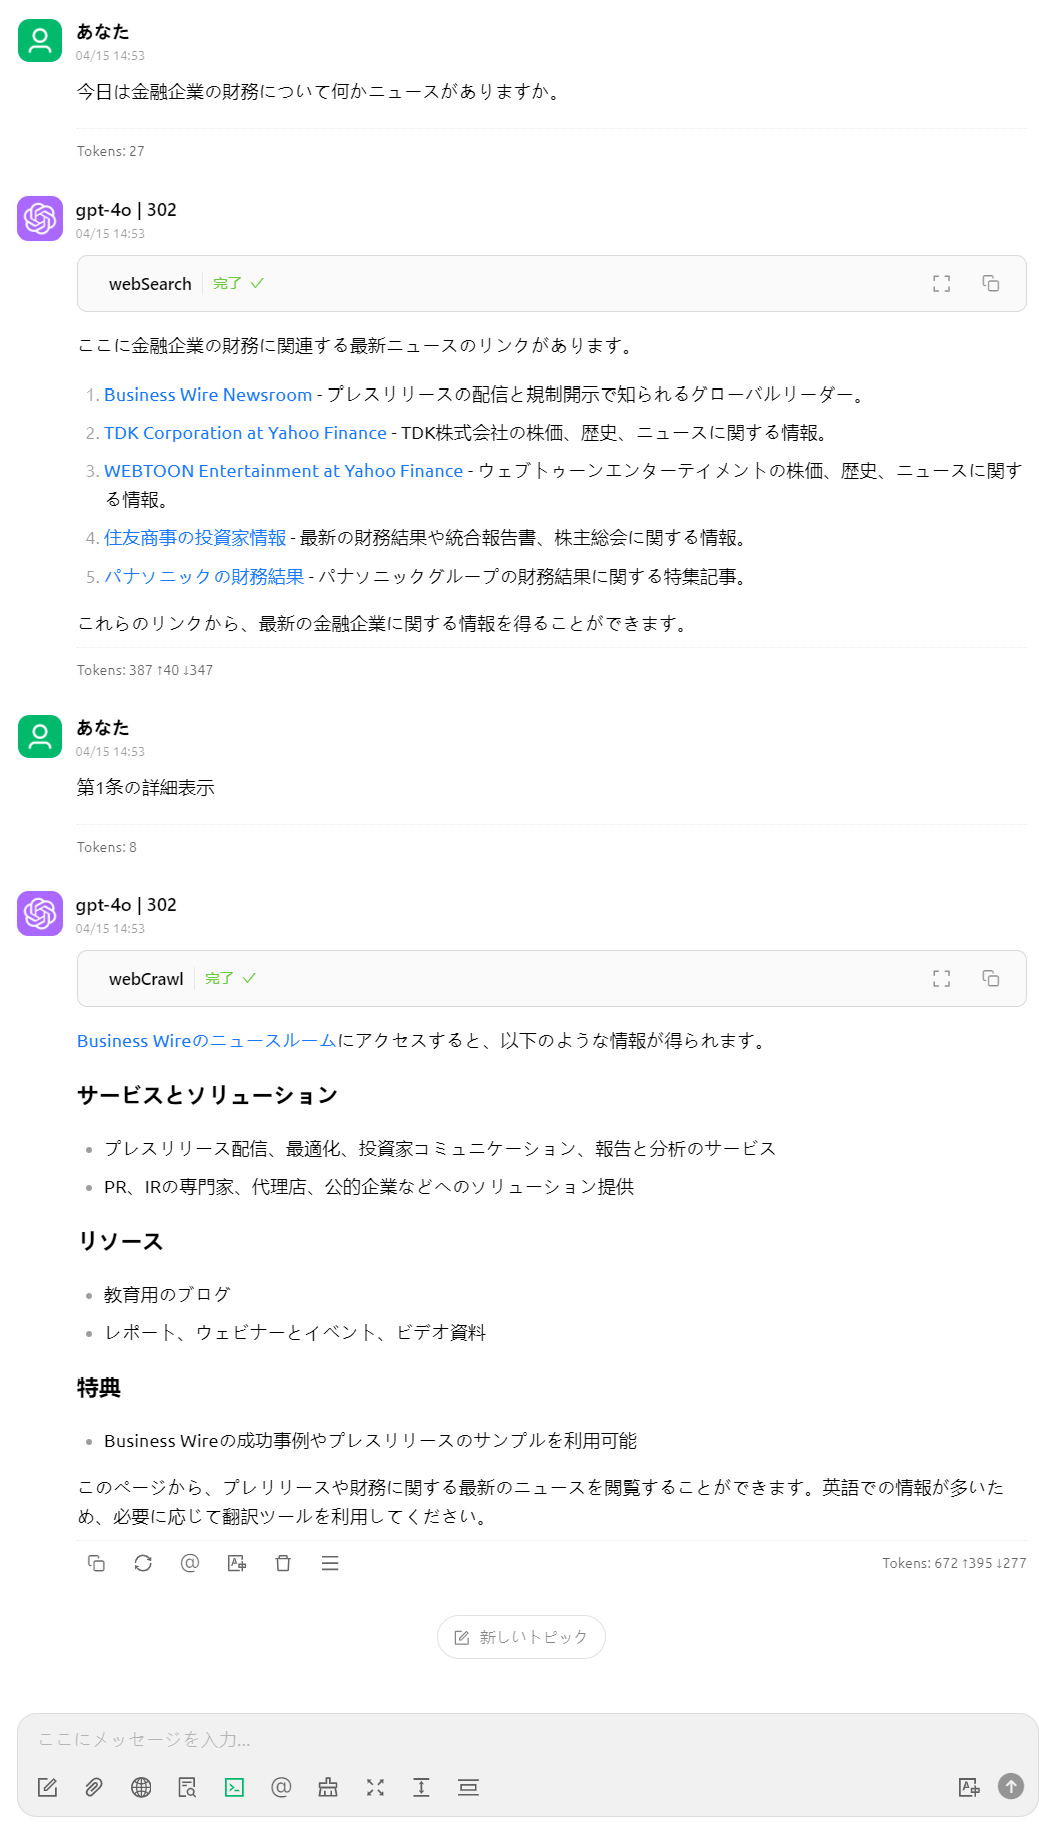 あなた
04/15 14:53
今日は金融企業の財務について何かニュースがありますか。
Tokens: 27
gpt-4o | 302
04/15 14:53
webSearch 完了
ここに金融企業の財務に関連する最新ニュースのリンクがあります。
1. Business Wire Newsroom - プレスリリースの配信と規制開示で知られるグローバルリーダー。
2. TDK Corporation at Yahoo Finance - TDK株式会社の株価、歴史、ニュースに関する情報。
3. WEBTOON Entertainment at Yahoo Finance - ウェブトゥーンエンターテイメントの株価、歴史、ニュースに関す
る情報。
4. 住友商事の投資家情報 - 最新の財務結果や統合報告書、株主総会に関する情報。
5. パナソニックの財務結果 - パナソニックグループの財務結果に関する特集記事。
これらのリンクから、最新の金融企業に関する情報を得ることができます。
Tokens: 387 ↑40 ↓347
あなた
04/15 14:53
第1条の詳細表示
Tokens: 8
gpt-4o | 302
04/15 14:53
webCrawl 完了
Business Wireのニュースルームにアクセスすると、以下のような情報が得られます。
サービスとソリューション
• プレスリリース配信、最適化、投資家コミュニケーション、報告と分析のサービス
• PR、IRの専門家、代理店、公的企業などへのソリューション提供
リソース
• 教育用のブログ
• レポート、ウェビナーとイベント、ビデオ資料
特典
• Business Wireの成功事例やプレスリリースのサンプルを利用可能
このページから、プレリリースや財務に関する最新のニュースを閲覧することができます。英語での情報が多いた
め、必要に応じて翻訳ツールを利用してください。
Tokens: 672 ↑395 ↓277
新しいトピック
ここにメッセージを入力...